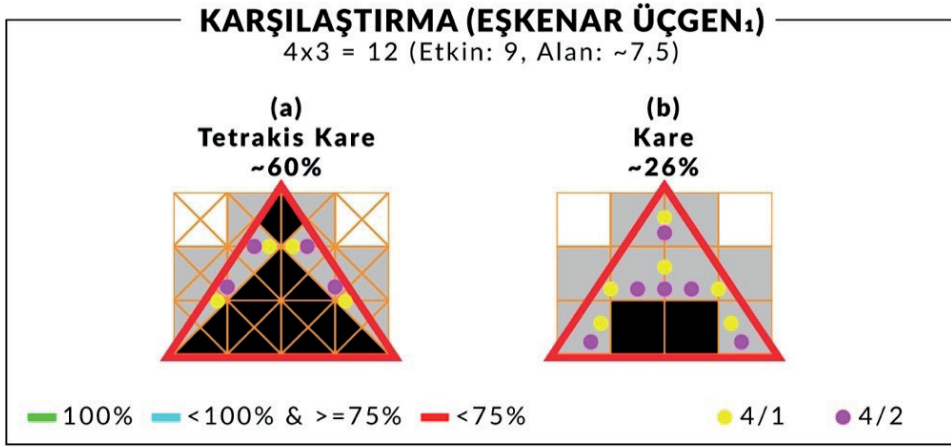 KARŞILAŞTIRMA (EŞKENAR ÜÇGEN₁)
4x3 = 12 (Etkin: 9, Alan: ~7,5)
(a)
Tetrakis Kare
~60%
(b)
Kare
~26%
100% <100% & >=75% <75% 4/1 4/2